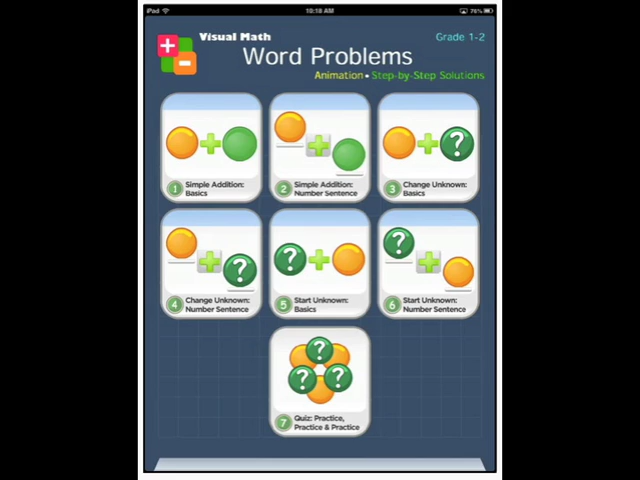 iPad 10:18 AM 76%
Visual Math
Grade 1-2
Word Problems
Animation • Step-by-Step Solutions
+
-
+
1 Simple Addition:
Basics
+
2 Simple Addition:
Number Sentence
+ ?
3 Change Unknown:
Basics
+ ?
4 Change Unknown:
Number Sentence
? +
5 Start Unknown:
Basics
? +
6 Start Unknown:
Number Sentence
?
? ?
7 Quiz: Practice,
Practice & Practice